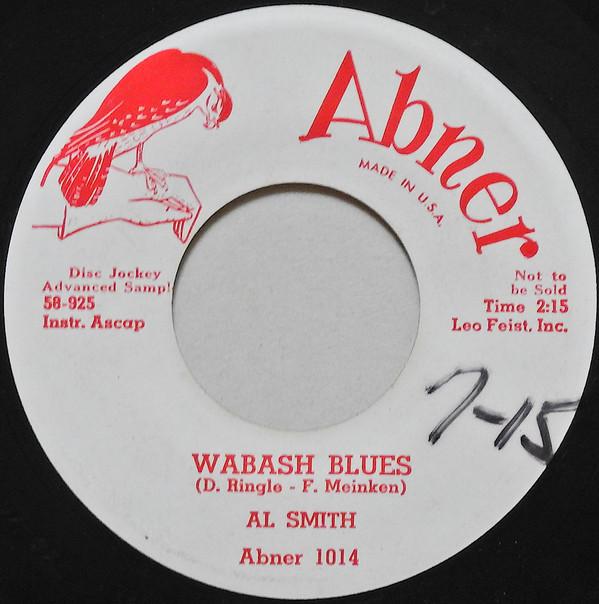 Abner
MADE IN U.S.A.
Disc Jockey
Advanced Sampl
58-925
Instr. Ascap
Not to
be Sold
Time 2:15
Leo Feist, Inc.
7-15
WABASH BLUES
(D. Ringle - F. Meinken)
AL SMITH
Abner 1014